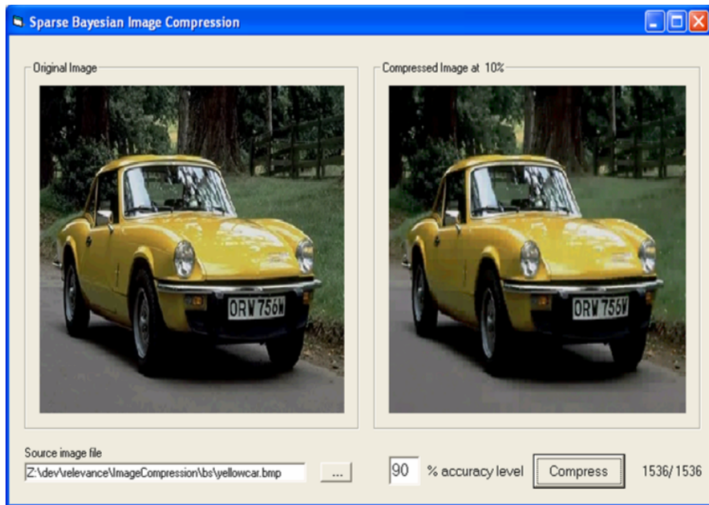 Sparse Bayesian Image Compression
Original Image
Compressed Image at 10%
ORW 756W
ORW 756W
Source image file
Z:\dev\relevance\ImageCompression\bs\yellowcar.bmp
...
90 % accuracy level
Compress
1536/1536